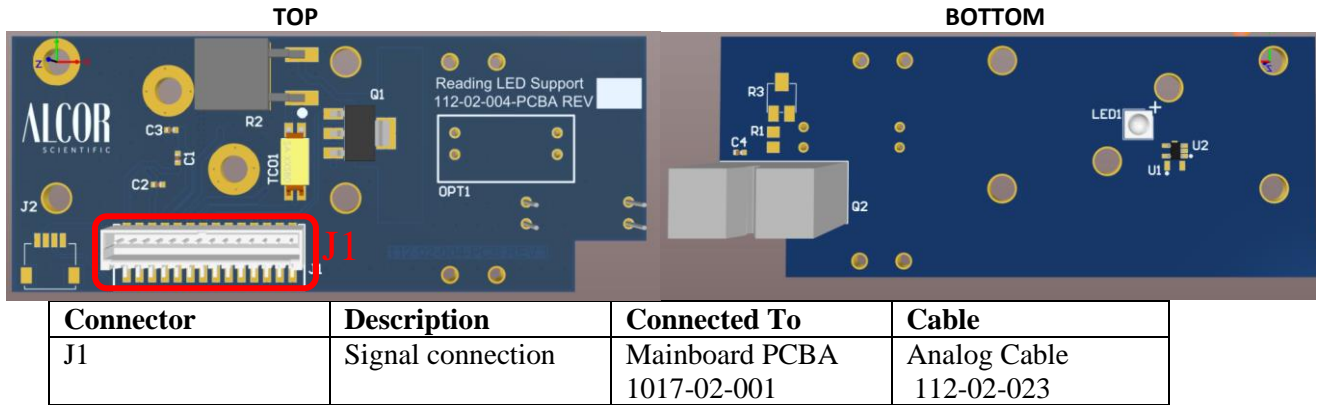 TOP
BOTTOM
Z
ALCOR
SCIENTIFIC
C3
R2
Q1
Reading LED Support
112-02-004-PCBA REV
C1
TCO1
C2
OPT1
J2
J1
J1
R3
R1
C4
Q2
LED1
+
U2
U1
Connector Description Connected To Cable
J1 Signal connection Mainboard PCBA Analog Cable
1017-02-001 112-02-023